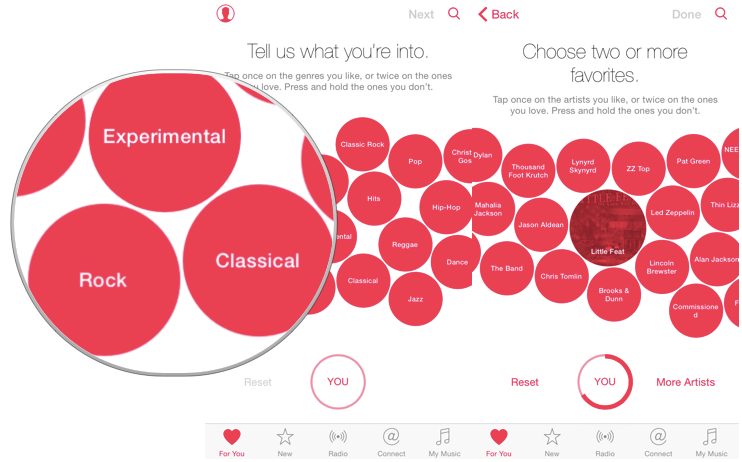 Next
Tell us what you're into.
Tap once on the genres you like, or twice on the ones
you love. Press and hold the ones you don't.
Experimental
Rock
Classical
Classic Rock
Pop
Christ
Gos
Hits
Hip-Hop
ental
Reggae
Dance
Classical
Jazz
Reset
YOU
For You
New
Radio
Connect
My Music
Back
Done
Choose two or more
favorites.
Tap once on the artists you like, or twice on the ones
you love. Press and hold the ones you don't.
Dylan
Thousand
Foot Krutch
Lynyrd
Skynyrd
ZZ Top
Pat Green
NEE
Mahalia
Jackson
Jason Aldean
Little Feat
Led Zeppelin
Thin Lizz
The Band
Chris Tomlin
Brooks &
Dunn
Lincoln
Brewster
Alan Jackson
Commissione
d
F
Reset
YOU
More Artists
For You
New
Radio
Connect
My Music